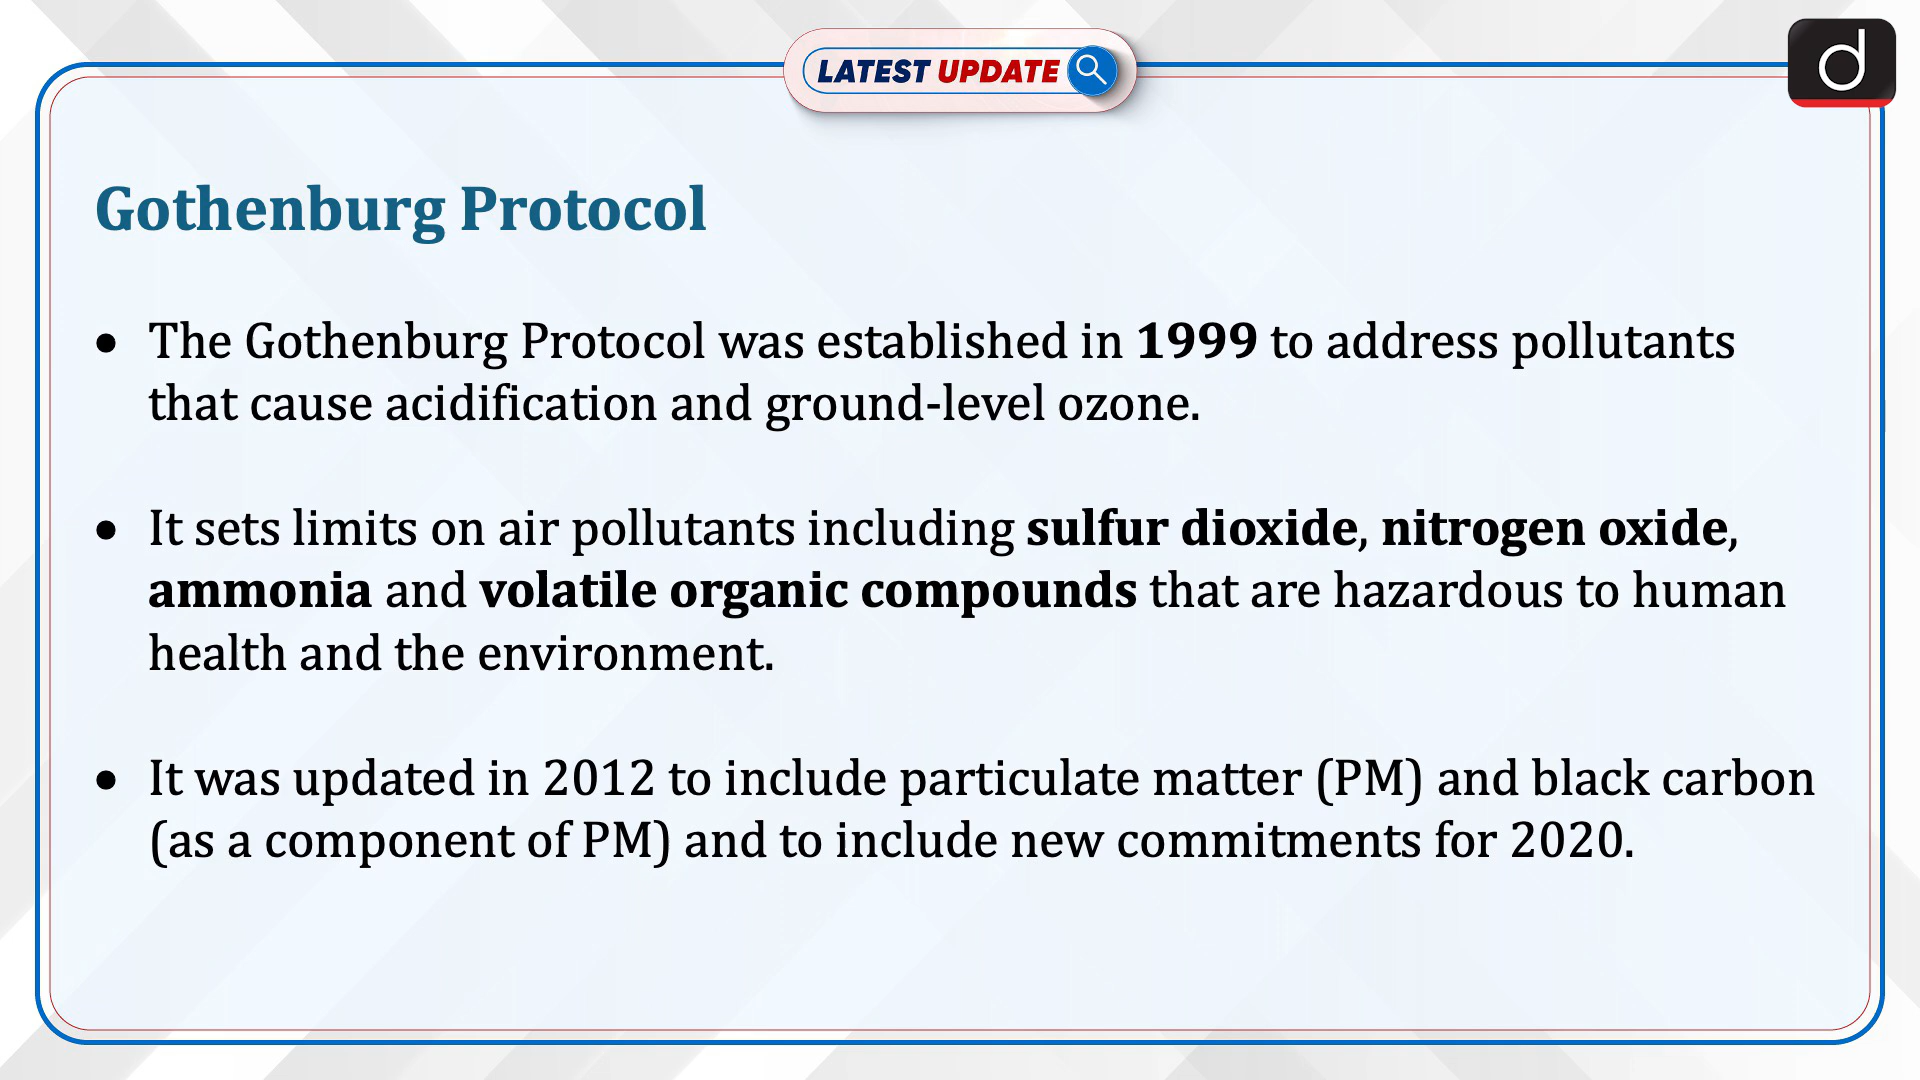 LATEST UPDATE
d
Gothenburg Protocol
• The Gothenburg Protocol was established in 1999 to address pollutants
that cause acidification and ground-level ozone.
• It sets limits on air pollutants including sulfur dioxide, nitrogen oxide,
ammonia and volatile organic compounds that are hazardous to human
health and the environment.
• It was updated in 2012 to include particulate matter (PM) and black carbon
(as a component of PM) and to include new commitments for 2020.